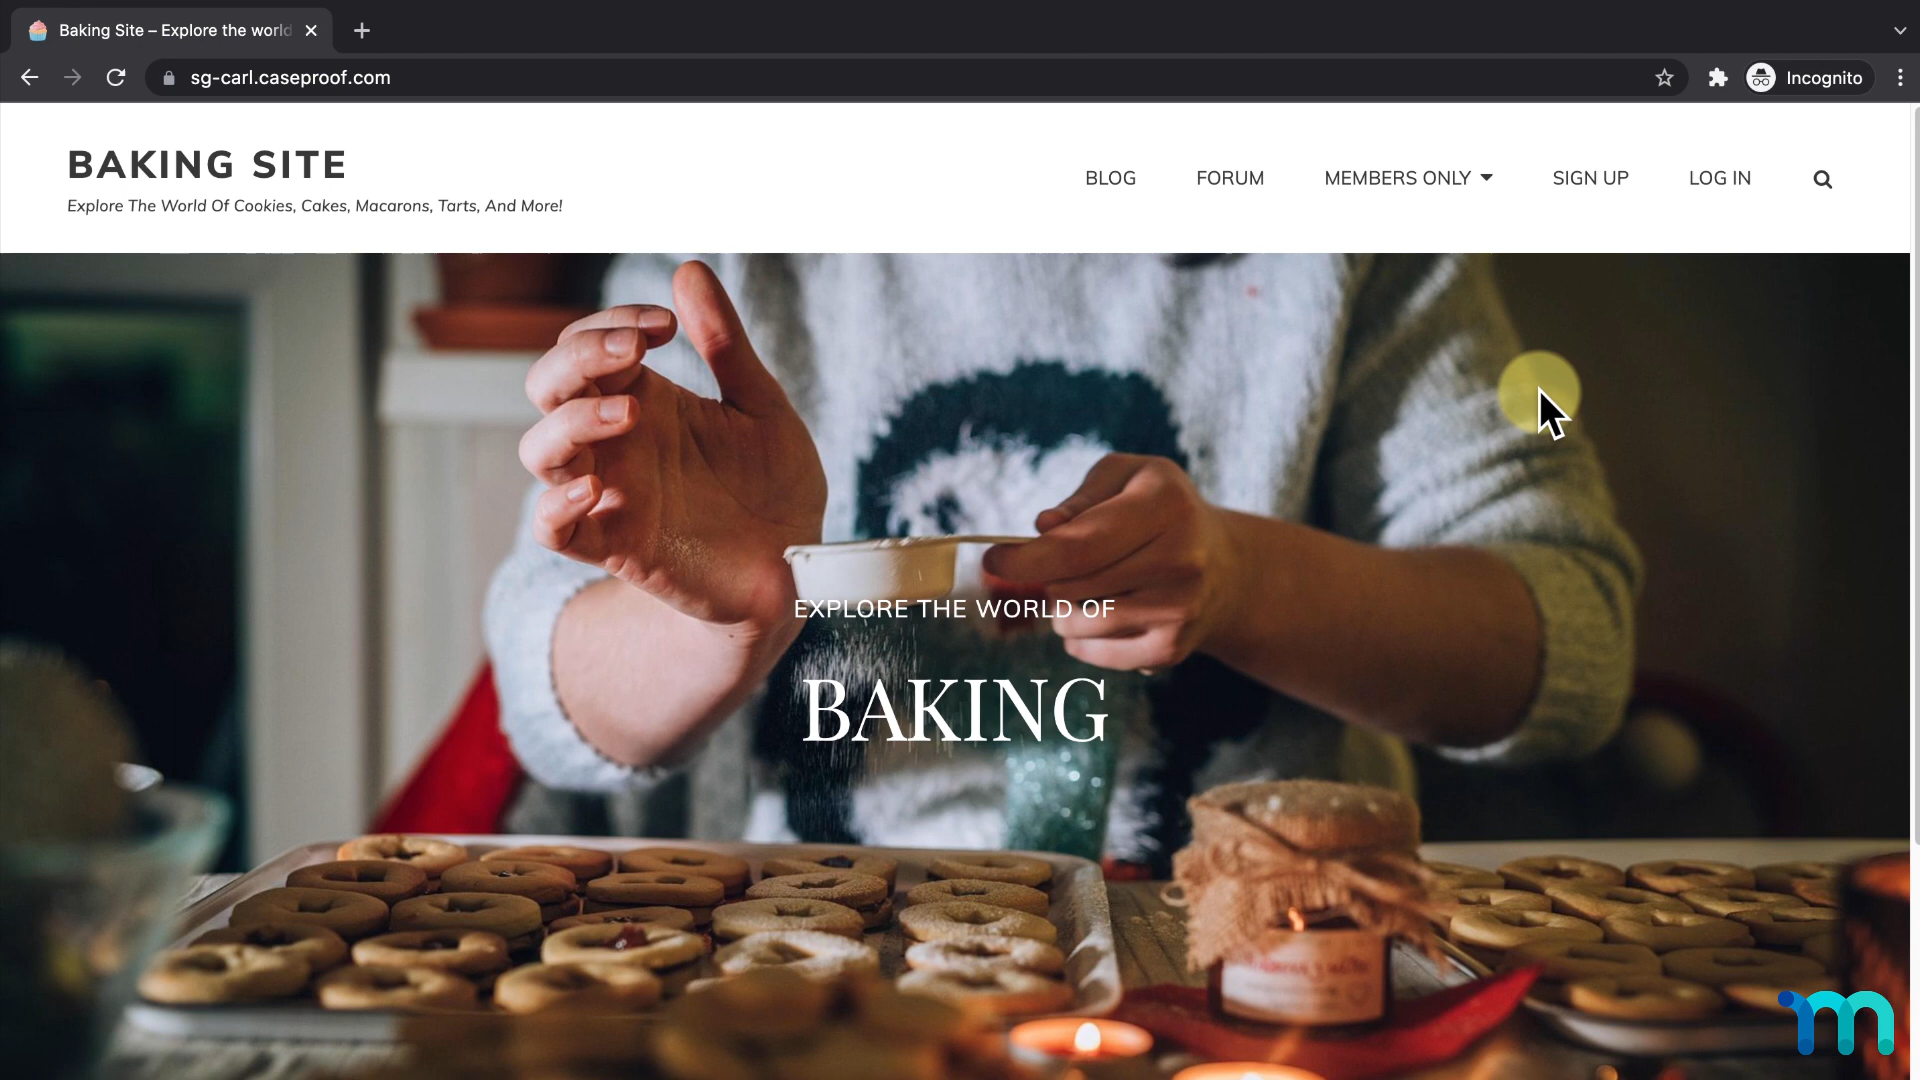 Baking Site – Explore the world
sg-carl.caseproof.com
Incognito
BAKING SITE
Explore The World Of Cookies, Cakes, Macarons, Tarts, And More!
BLOG
FORUM
MEMBERS ONLY
SIGN UP
LOG IN
EXPLORE THE WORLD OF
BAKING